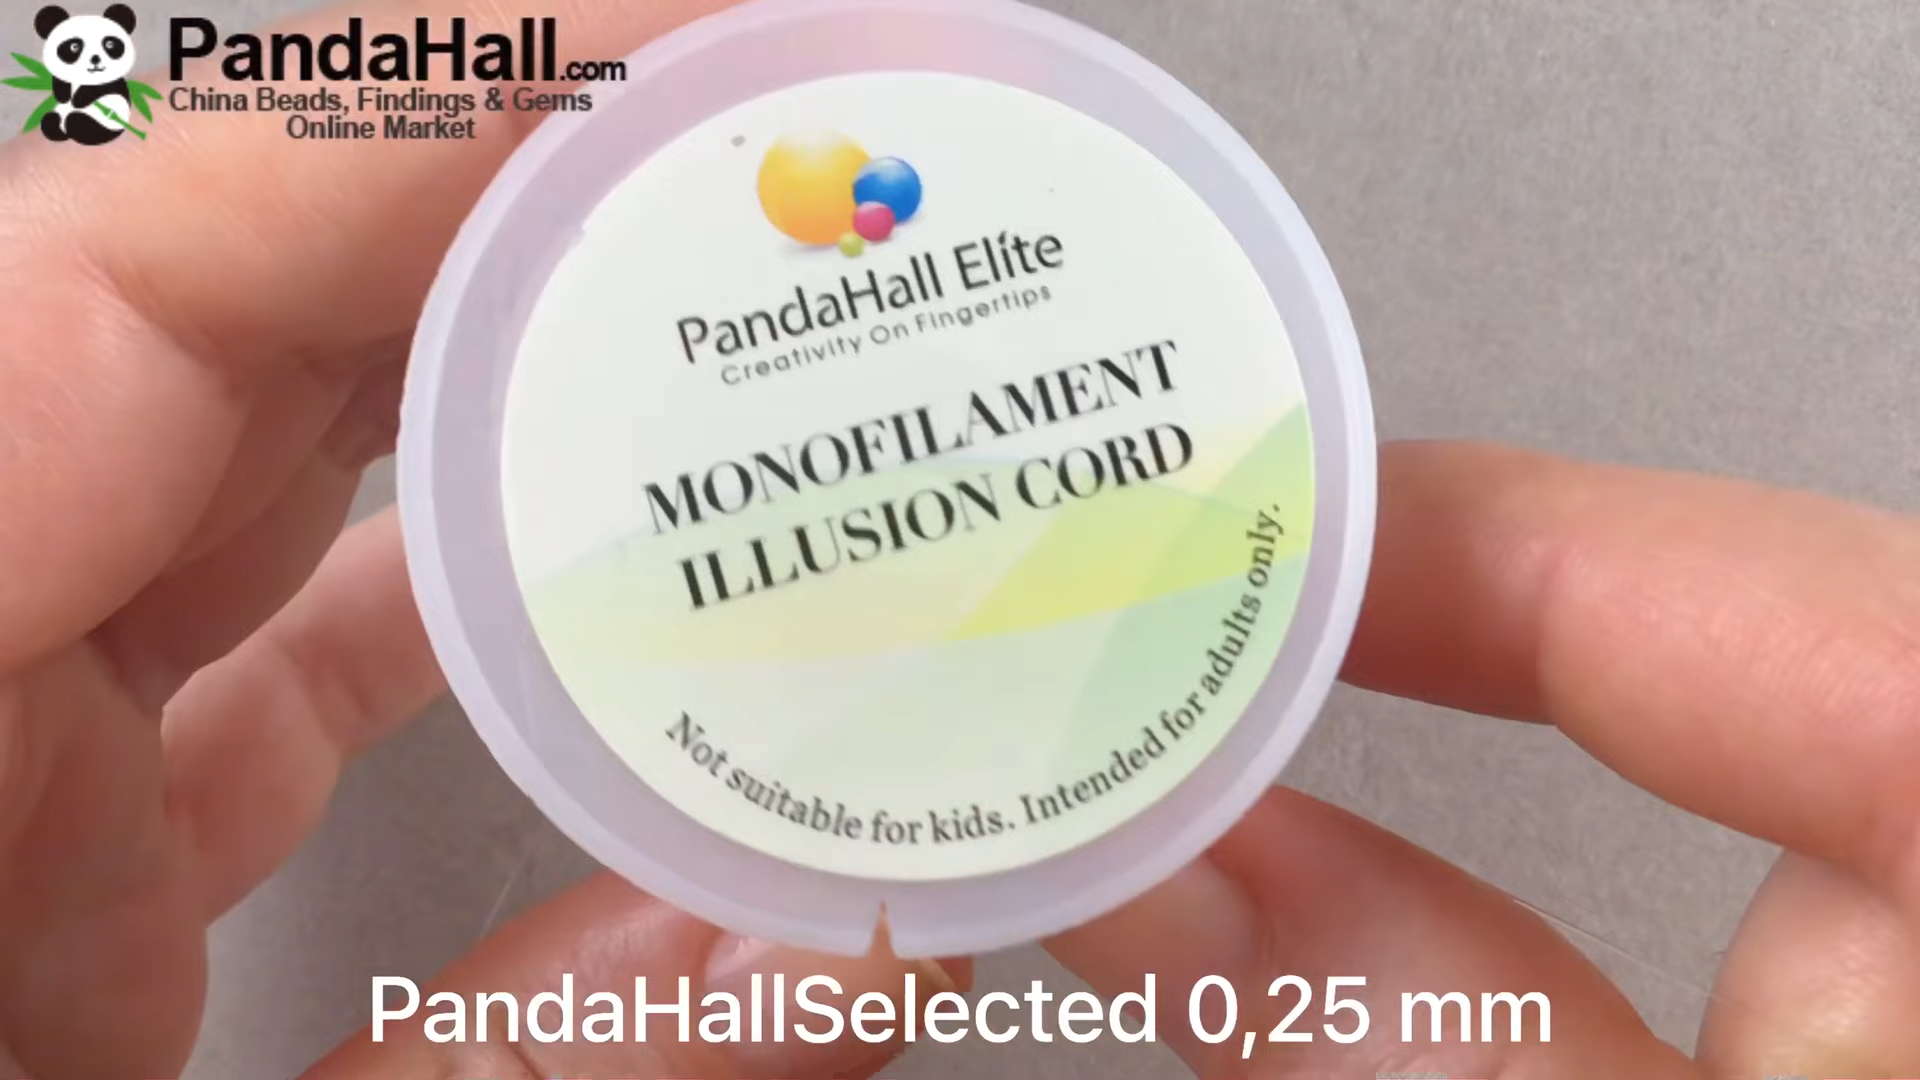 PandaHall.com
China Beads, Findings & Gems
Online Market
PandaHall Elite
Creativity On Fingertips
MONOFILAMENT
ILLUSION CORD
Not suitable for kids. Intended for adults only.
PandaHallSelected 0,25 mm